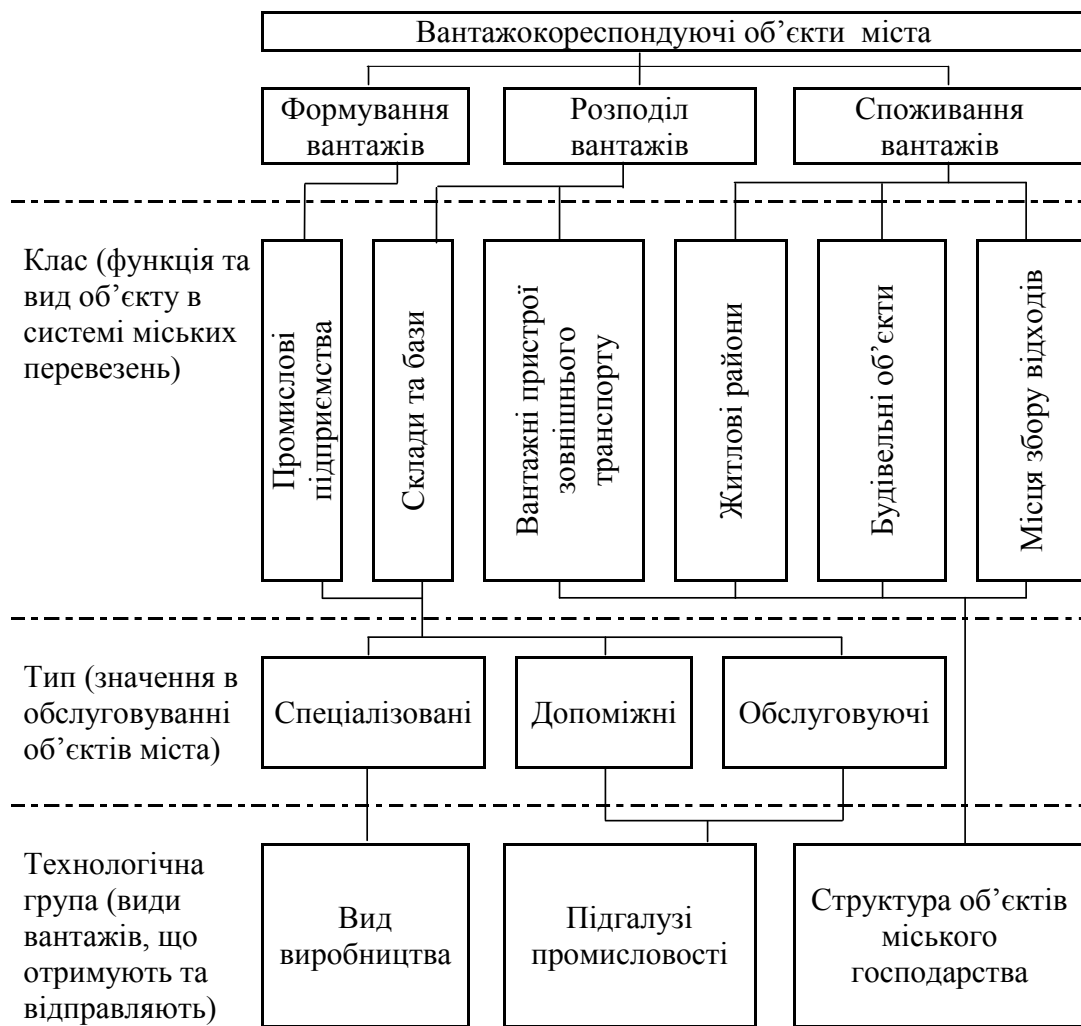 Вантажокореспондуючі об’єкти міста
Формування
вантажів
Розподіл
вантажів
Споживання
вантажів
Клас (функція та
вид об’єкту в
системі міських
перевезень)
Промислові
підприємства
Склади та бази
Вантажні пристрої
зовнішнього
транспорту
Житлові райони
Будівельні об’єкти
Місця збору відходів
Тип (значення в
обслуговуванні
об’єктів міста)
Спеціалізовані
Допоміжні
Обслуговуючі
Технологічна
група (види
вантажів, що
отримують та
відправляють)
Вид
виробництва
Підгалузі
промисловості
Структура об’єктів
міського
господарства